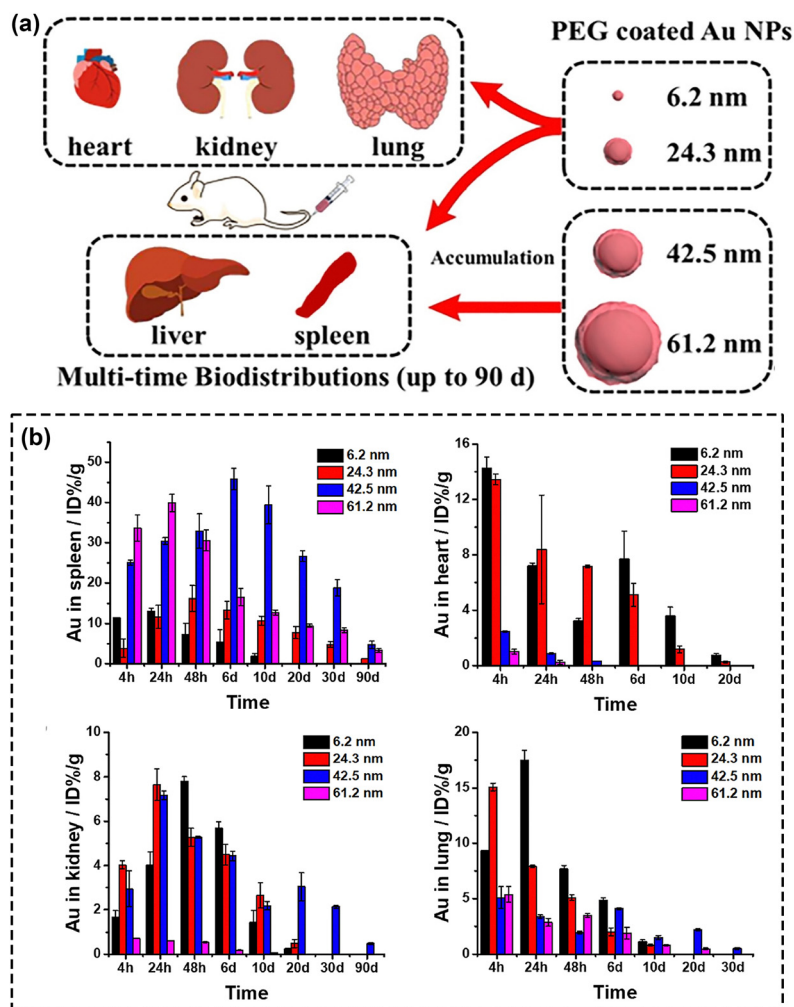 (a)
PEG coated Au NPs
heart kidney lung
6.2 nm
24.3 nm
Accumulation
42.5 nm
61.2 nm
liver spleen
Multi-time Biodistributions (up to 90 d)
(b)
Au in spleen / ID%/g
50
40
30
20
10
0
6.2 nm
24.3 nm
42.5 nm
61.2 nm
4h 24h 48h 6d 10d 20d 30d 90d
Time
Au in heart / ID%/g
16
12
8
4
0
6.2 nm
24.3 nm
42.5 nm
61.2 nm
4h 24h 48h 6d 10d 20d
Time
Au in kidney / ID%/g
10
8
6
4
2
0
6.2 nm
24.3 nm
42.5 nm
61.2 nm
4h 24h 48h 6d 10d 20d 30d 90d
Time
Au in lung / ID%/g
20
15
10
5
0
6.2 nm
24.3 nm
42.5 nm
61.2 nm
4h 24h 48h 6d 10d 20d 30d
Time